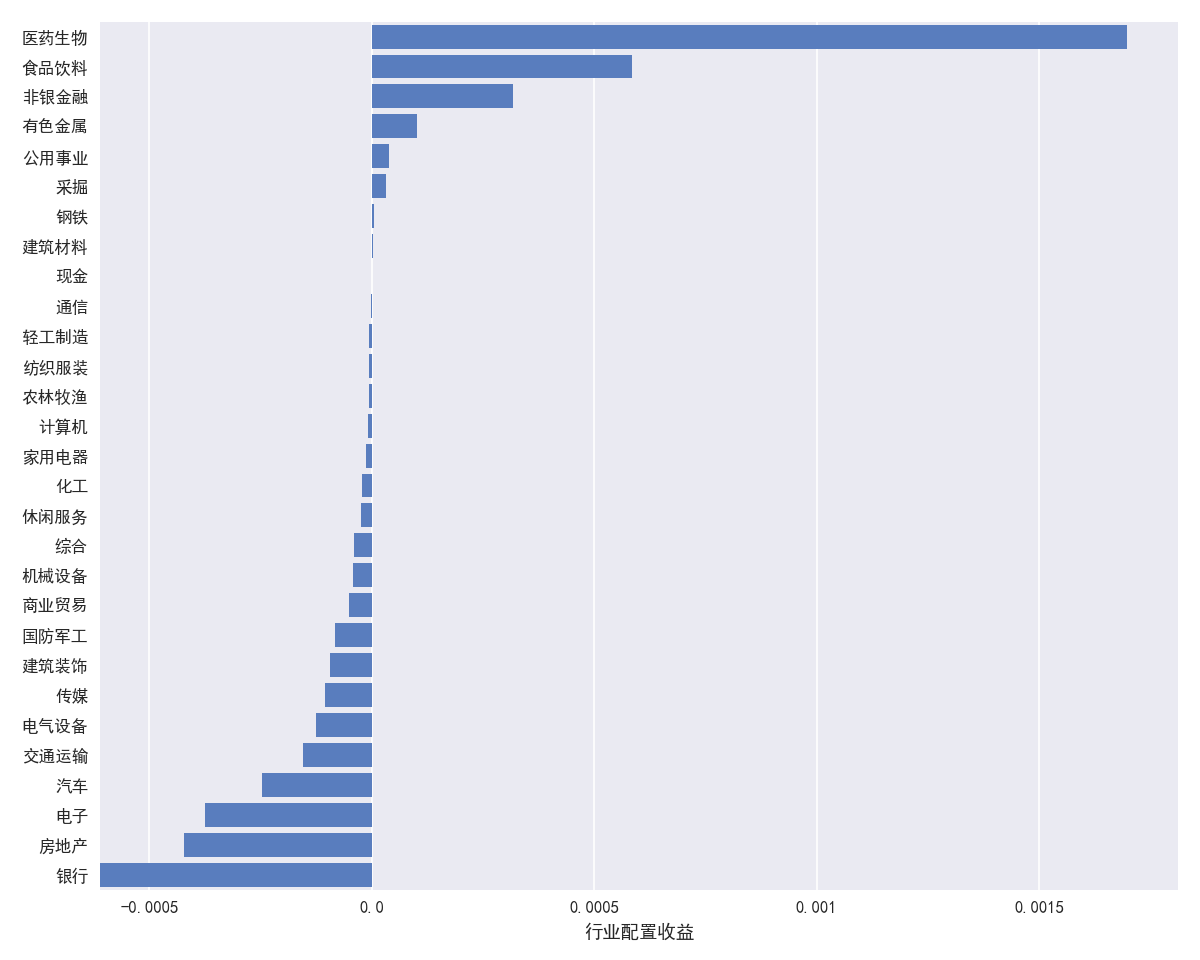 医药生物
食品饮料
非银金融
有色金属
公用事业
采掘
钢铁
建筑材料
现金
通信
轻工制造
纺织服装
农林牧渔
计算机
家用电器
化工
休闲服务
综合
机械设备
商业贸易
国防军工
建筑装饰
传媒
电气设备
交通运输
汽车
电子
房地产
银行
-0.0005 0.0 0.0005 0.001 0.0015
行业配置收益